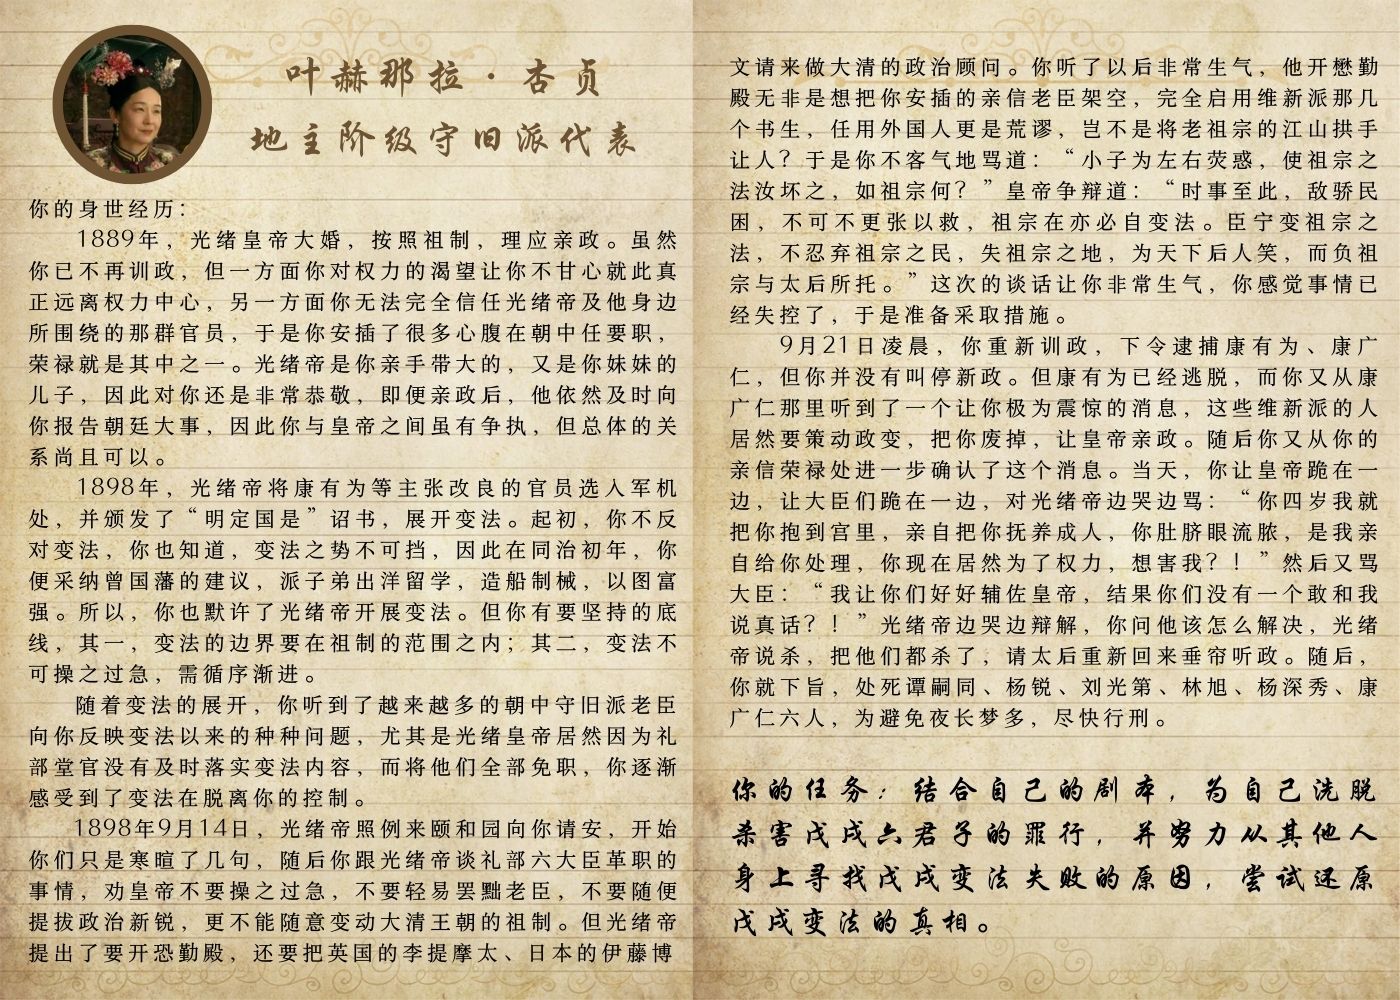 叶赫那拉·杏贞
地主阶级守旧派代表
你的身世经历：
1889年，光绪皇帝大婚，按照祖制，理应亲政。虽然
你已不再训政，但一方面你对权力的渴望让你不甘心就此真
正远离权力中心，另一方面你无法完全信任光绪帝及他身边
所围绕的那群官员，于是你安插了很多心腹在朝中任要职，
荣禄就是其中之一。光绪帝是你亲手带大的，又是你妹妹的
儿子，因此对你还是非常恭敬，即便亲政后，他依然及时向
你报告朝廷大事，因此你与皇帝之间虽有争执，但总体的关
系尚且可以。
1898年，光绪帝将康有为等主张改良的官员选入军机
处，并颁发了“明定国是”诏书，展开变法。起初，你不反
对变法，你也知道，变法之势不可挡，因此在同治初年，你
便采纳曾国藩的建议，派子弟出洋留学，造船制械，以图富
强。所以，你也默许了光绪帝开展变法。但你有要坚持的底
线，其一，变法的边界要在祖制的范围之内；其二，变法不
可操之过急，需循序渐进。
随着变法的展开，你听到了越来越多的朝中守旧派老臣
向你反映变法以来的种种问题，尤其是光绪皇帝居然因为礼
部堂官没有及时落实变法内容，而将他们全部免职，你逐渐
感受到了变法在脱离你的控制。
1898年9月14日，光绪帝照例来颐和园向你请安，开始
你们只是寒暄了几句，随后你跟光绪帝谈礼部六大臣革职的
事情，劝皇帝不要操之过急，不要轻易罢黜老臣，不要随便
提拔政治新锐，更不能随意变动大清王朝的祖制。但光绪帝
提出了要开恐勤殿，还要把英国的李提摩太、日本的伊藤博
文请来做大清的政治顾问。你听了以后非常生气，他开懋勤
殿无非是想把你安插的亲信老臣架空，完全启用维新派那几
个书生，任用外国人更是荒谬，岂不是将老祖宗的江山拱手
让人？于是你不客气地骂道：“小子为左右荧惑，使祖宗之
法汝坏之，如祖宗何？”皇帝争辩道：“时事至此，敌骄民
困，不可不更张以救，祖宗在亦必自变法。臣宁变祖宗之
法，不忍弃祖宗之民，失祖宗之地，为天下后人笑，而负祖
宗与太后所托。”这次的谈话让你非常生气，你感觉事情已
经失控了，于是准备采取措施。
9月21日凌晨，你重新训政，下令逮捕康有为、康广
仁，但你并没有叫停新政。但康有为已经逃脱，而你又从康
广仁那里听到了一个让你极为震惊的消息，这些维新派的人
居然要策动政变，把你废掉，让皇帝亲政。随后你又从你的
亲信荣禄处进一步确认了这个消息。当天，你让皇帝跪在一
边，让大臣们跪在一边，对光绪帝边哭边骂：“你四岁我就
把你抱到宫里，亲自把你抚养成人，你肚脐眼流脓，是我亲
自给你处理，你现在居然为了权力，想害我？！”然后又骂
大臣：“我让你们好好辅佐皇帝，结果你们没有一个敢和我
说真话？！”光绪帝边哭边辩解，你问他该怎么解决，光绪
帝说杀，把他们都杀了，请太后重新回来垂帘听政。随后，
你就下旨，处死谭嗣同、杨锐、刘光第、林旭、杨深秀、康
广仁六人，为避免夜长梦多，尽快行刑。
你的任务：结合自己的剧本，为自己洗脱
杀害戊戌六君子的罪行，并努力从其他人
身上寻找戊戌变法失败的原因，尝试还原
戊戌变法的真相。